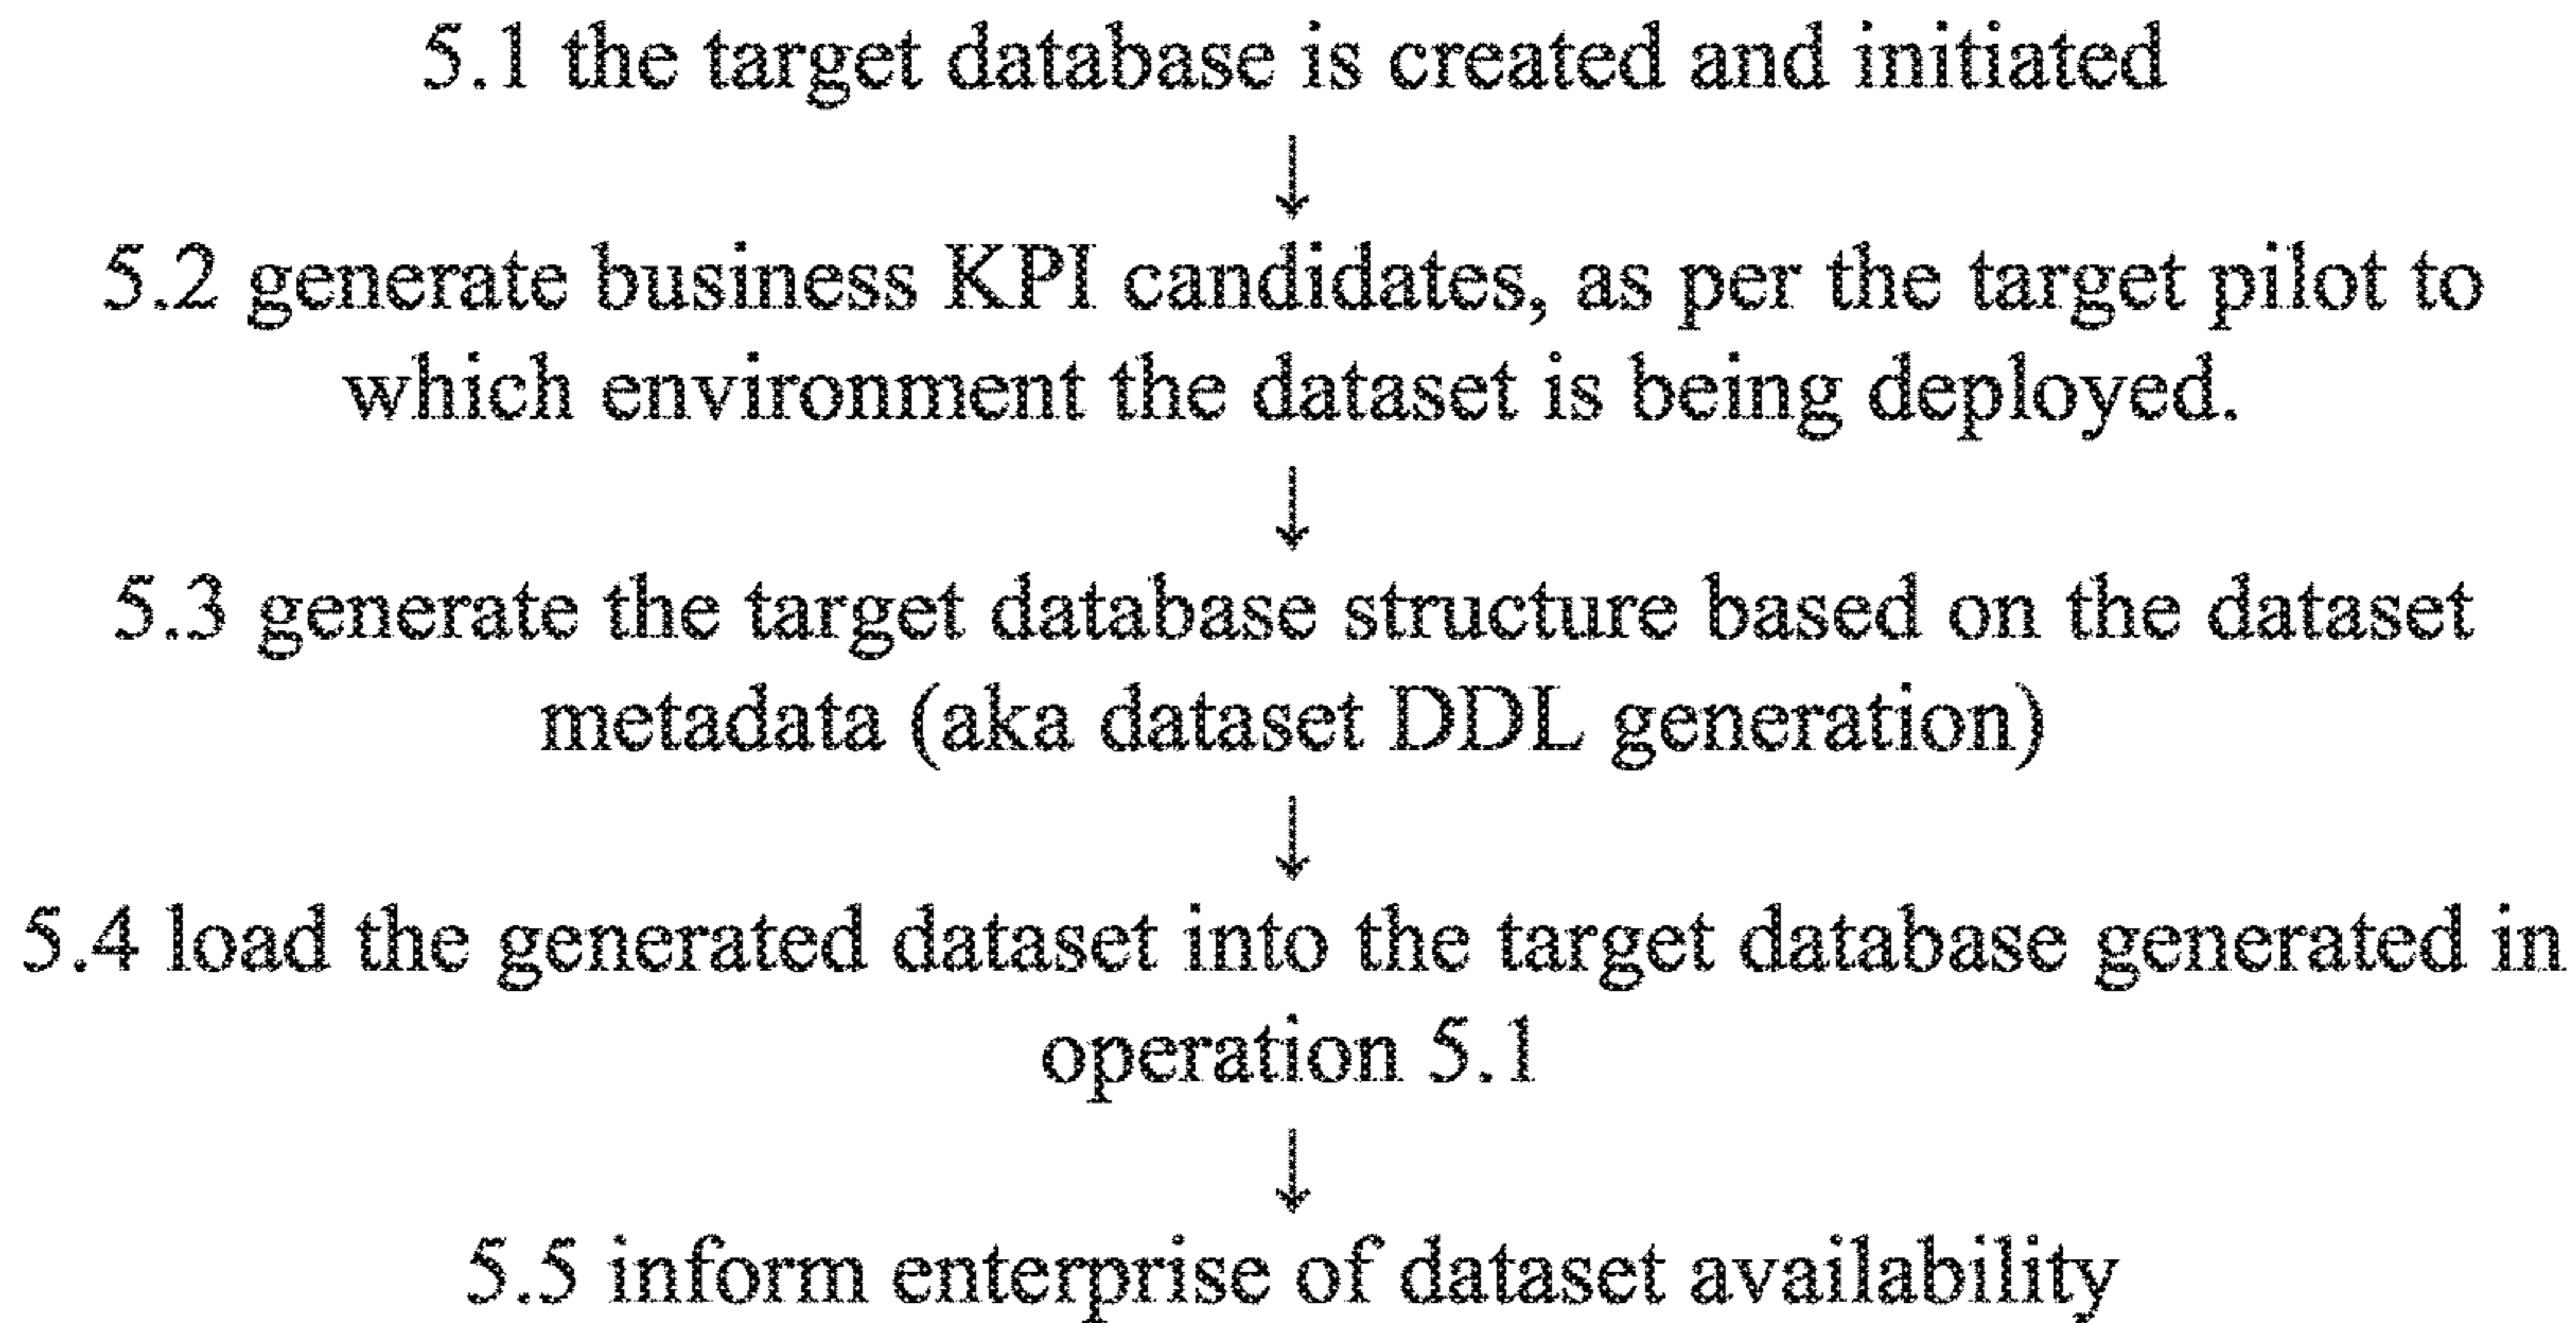 5.1 the target database is created and initiated
↓
5.2 generate business KPI candidates, as per the target pilot to
which environment the dataset is being deployed.
↓
5.3 generate the target database structure based on the dataset
metadata (aka dataset DDL generation)
↓
5.4 load the generated dataset into the target database generated in
operation 5.1
↓
5.5 inform enterprise of dataset availability